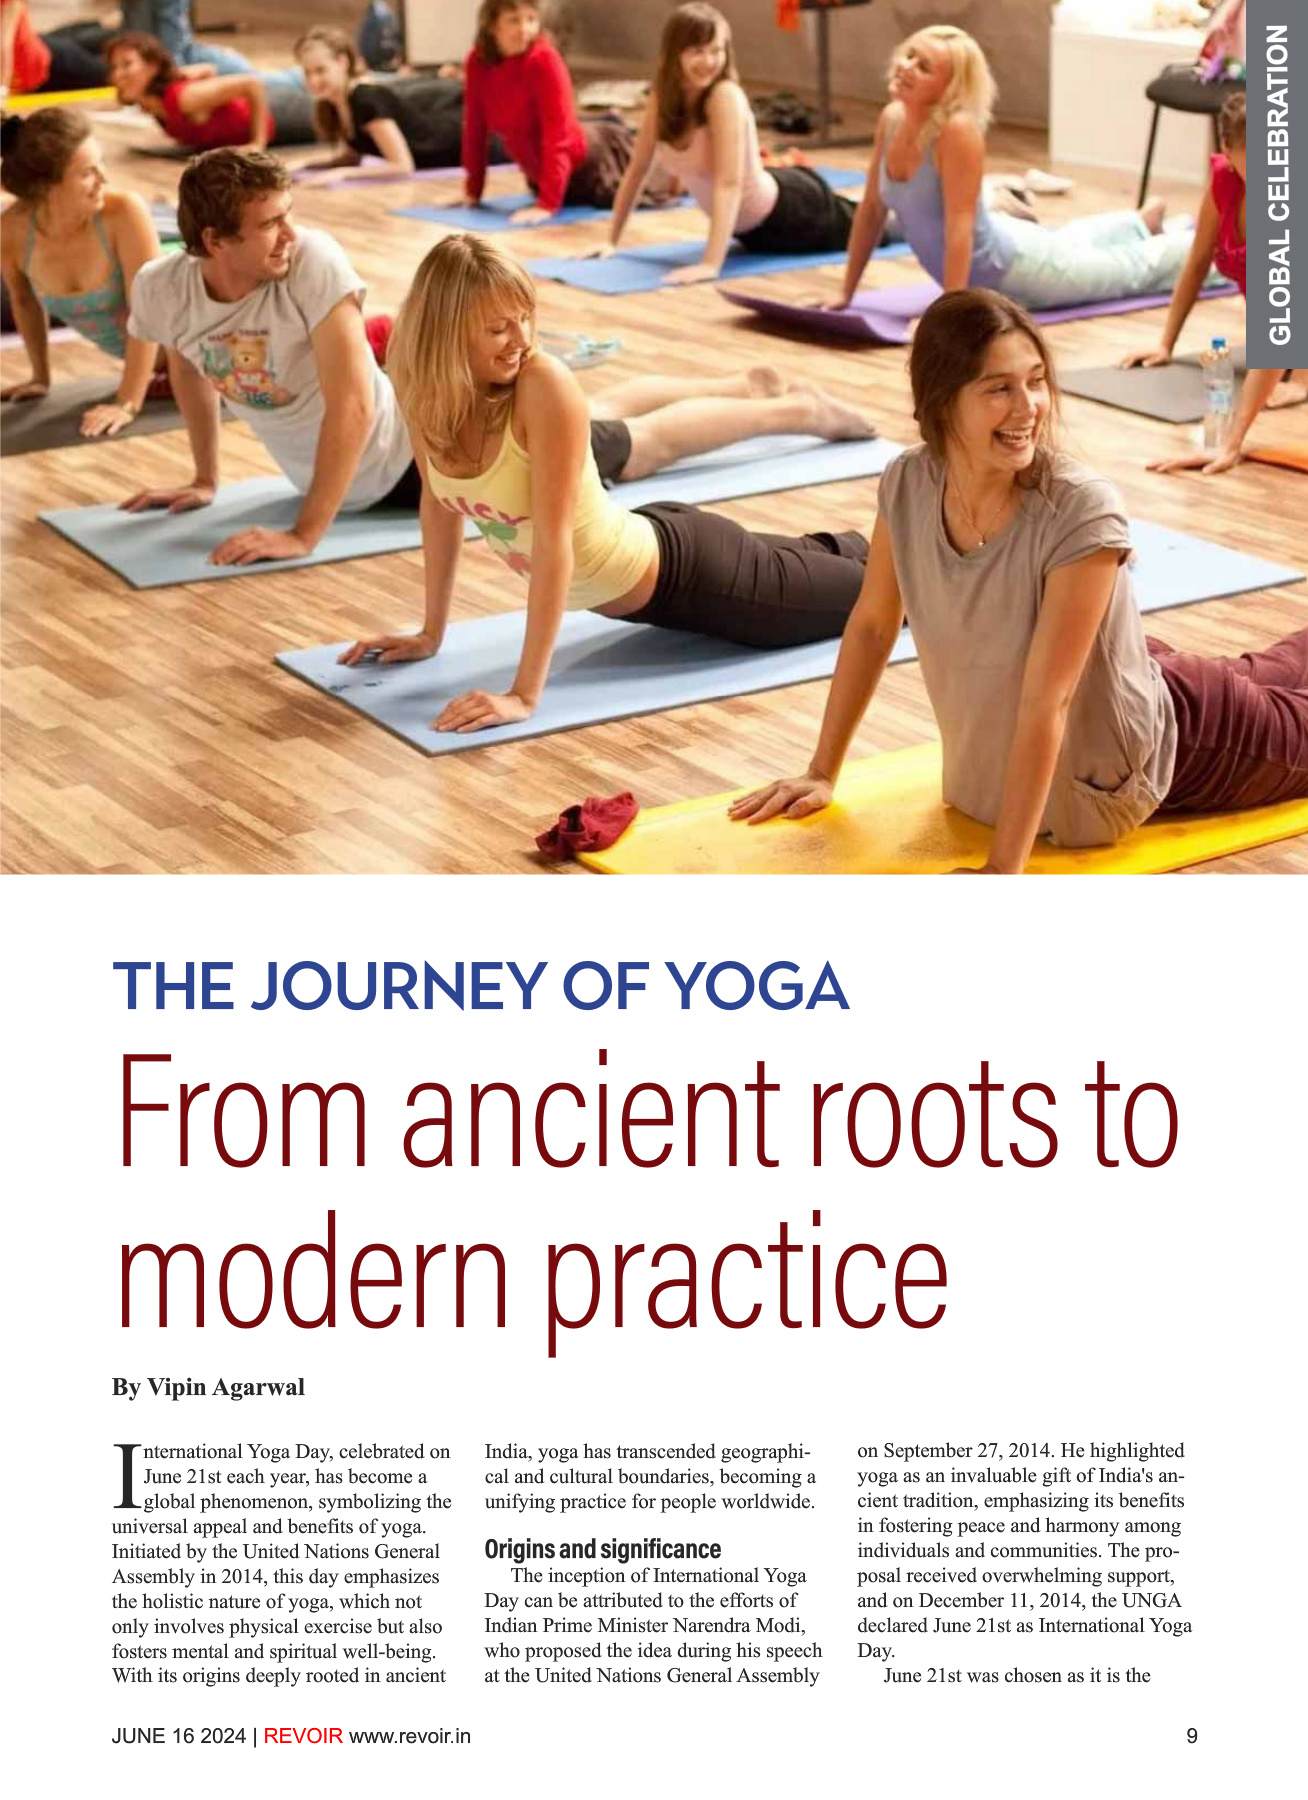 GLOBAL CELEBRATION
THE JOURNEY OF YOGA
From ancient roots to
modern practice
By Vipin Agarwal
International Yoga Day, celebrated on
June 21st each year, has become a
global phenomenon, symbolizing the
universal appeal and benefits of yoga.
Initiated by the United Nations General
Assembly in 2014, this day emphasizes
the holistic nature of yoga, which not
only involves physical exercise but also
fosters mental and spiritual well-being.
With its origins deeply rooted in ancient
India, yoga has transcended geographi-
cal and cultural boundaries, becoming a
unifying practice for people worldwide.
Origins and significance
The inception of International Yoga
Day can be attributed to the efforts of
Indian Prime Minister Narendra Modi,
who proposed the idea during his speech
at the United Nations General Assembly
on September 27, 2014. He highlighted
yoga as an invaluable gift of India's an-
cient tradition, emphasizing its benefits
in fostering peace and harmony among
individuals and communities. The pro-
posal received overwhelming support,
and on December 11, 2014, the UNGA
declared June 21st as International Yoga
Day.
June 21st was chosen as it is the
JUNE 16 2024 | REVOIR www.revoir.in
9